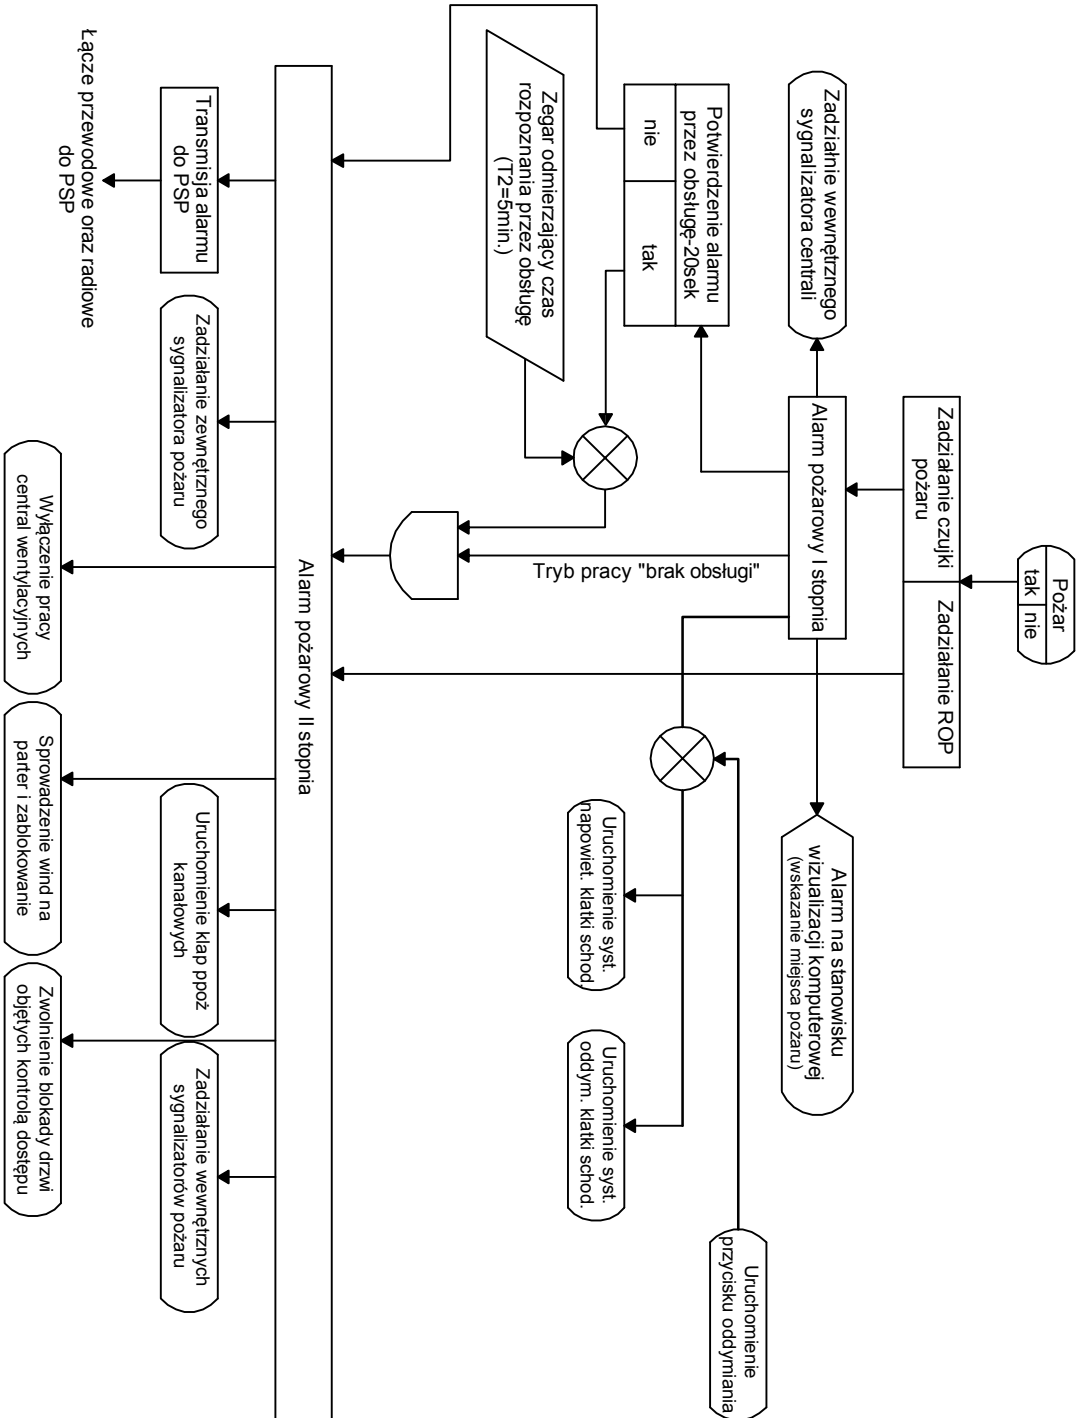 Pożar
tak
nie
Zadziałanie czujki
pożaru
Zadziałanie ROP
Zadziałnie wewnętrznego
sygnalizatora centrali
Alarm pożarowy I stopnia
Alarm na stanowisku
wizualizacji komputerowej
(wskazanie miejsca pożaru)
Potwierdzenie alarmu
przez obsługę-20sek
nie
tak
Uruchomienie
przycisku oddymiania
Zegar odmierzający czas
rozpoznania przez obsługę
(T2=5min.)
Tryb pracy "brak obsługi"
Uruchomienie syst.
napowiet. klatki schod.
Uruchomienie syst.
oddym. klatki schod.
Alarm pożarowy II stopnia
Transmisja alarmu
do PSP
Zadziałanie zewnętrznego
sygnalizatora pożaru
Uruchomienie klap ppoż
kanałowych
Zadziałanie wewnętrznych
sygnalizatorów pożaru
Łącze przewodowe oraz radiowe
do PSP
Wyłączenie pracy
central wentylacyjnych
Sprowadzenie wind na
parter i zablokowanie
Zwolnienie blokady drzwi
objętych kontrolą dostępu